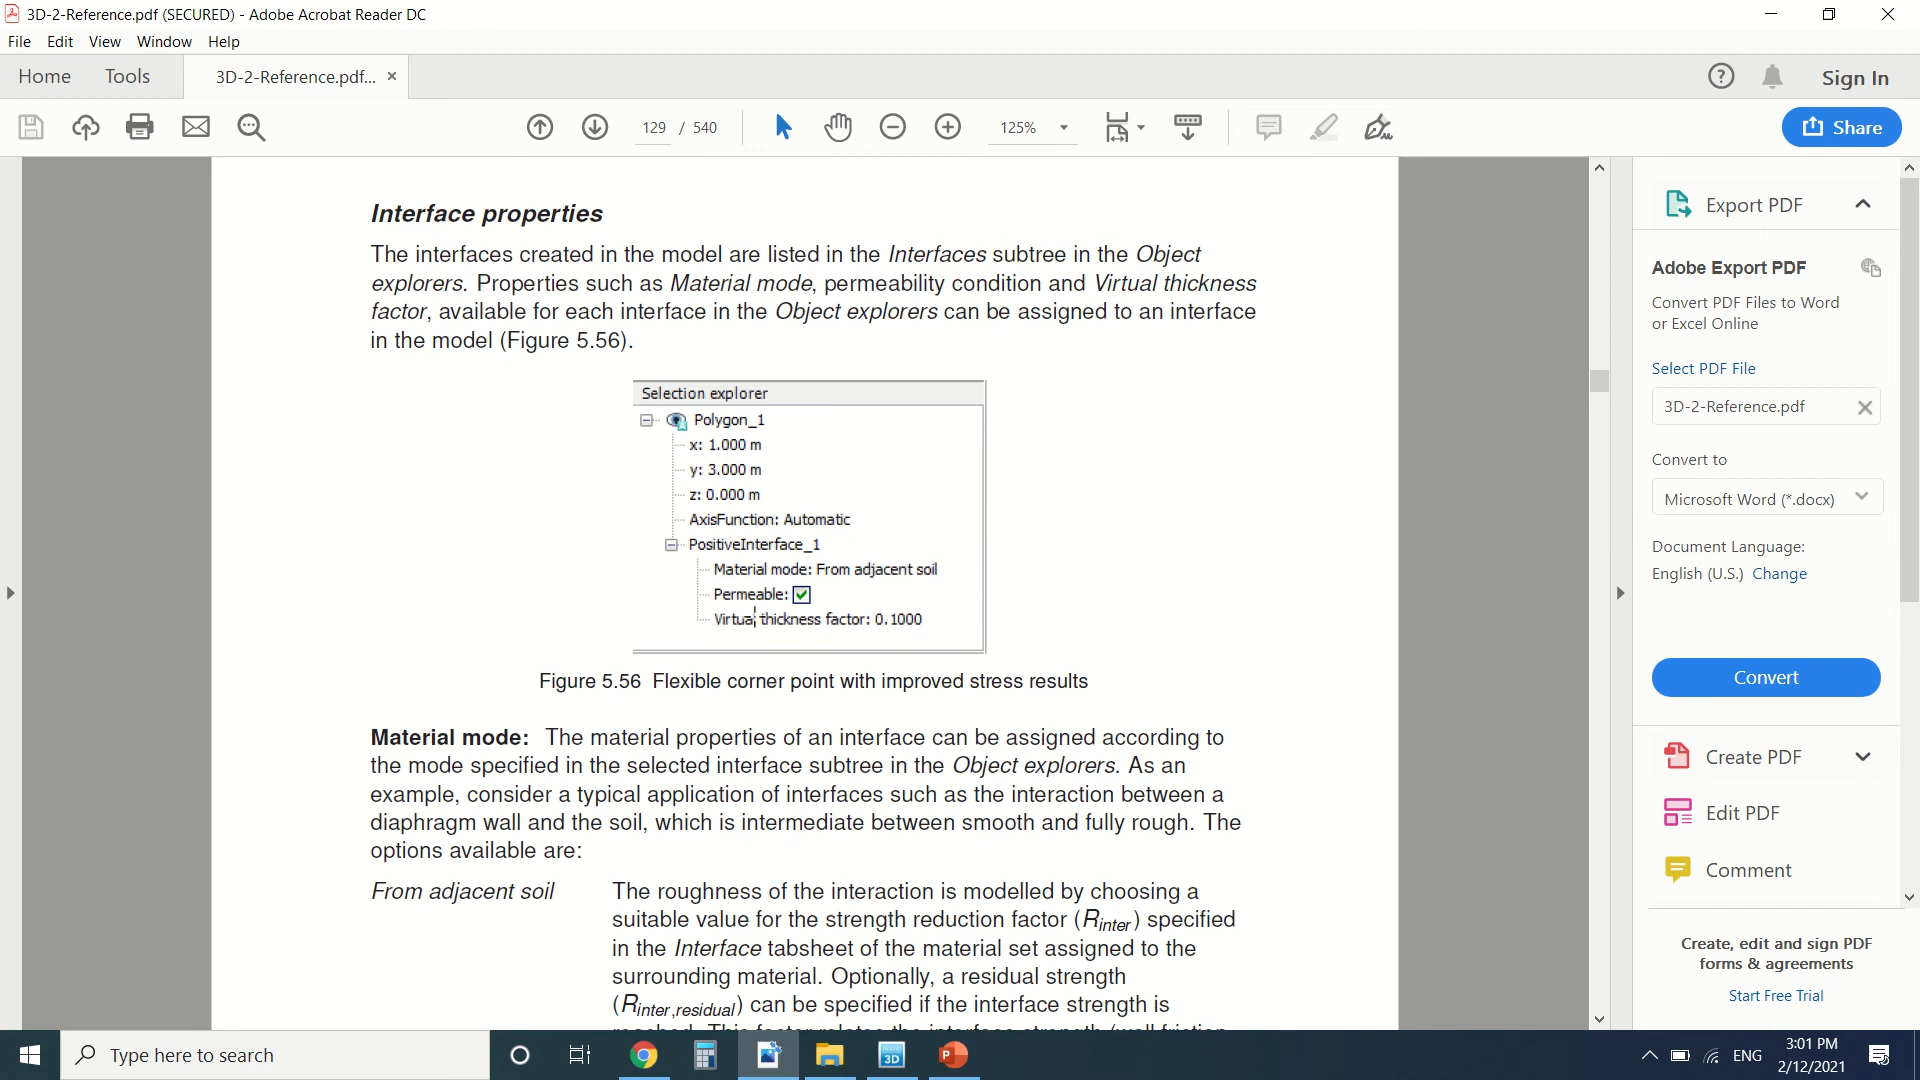 3D-2-Reference.pdf (SECURED) - Adobe Acrobat Reader DC
File Edit View Window Help
Home Tools 3D-2-Reference.pdf... × Sign In
129 / 540 125% Share
Interface properties
The interfaces created in the model are listed in the Interfaces subtree in the Object
explorers. Properties such as Material mode, permeability condition and Virtual thickness
factor, available for each interface in the Object explorers can be assigned to an interface
in the model (Figure 5.56).
Selection explorer
Polygon_1
x: 1.000 m
y: 3.000 m
z: 0.000 m
AxisFunction: Automatic
PositiveInterface_1
Material mode: From adjacent soil
Permeable:
Virtual thickness factor: 0.1000
Figure 5.56 Flexible corner point with improved stress results
Material mode: The material properties of an interface can be assigned according to
the mode specified in the selected interface subtree in the Object explorers. As an
example, consider a typical application of interfaces such as the interaction between a
diaphragm wall and the soil, which is intermediate between smooth and fully rough. The
options available are:
From adjacent soil The roughness of the interaction is modelled by choosing a
suitable value for the strength reduction factor (Rinter) specified
in the Interface tabsheet of the material set assigned to the
surrounding material. Optionally, a residual strength
(Rinter,residual) can be specified if the interface strength is
reached. This factor relates the interface strength (wall friction
Export PDF
Adobe Export PDF
Convert PDF Files to Word
or Excel Online
Select PDF File
3D-2-Reference.pdf
Convert to
Microsoft Word (*.docx)
Document Language:
English (U.S.) Change
Convert
Create PDF
Edit PDF
Comment
Create, edit and sign PDF
forms & agreements
Start Free Trial
Type here to search
3D
P
ENG
3:01 PM
2/12/2021